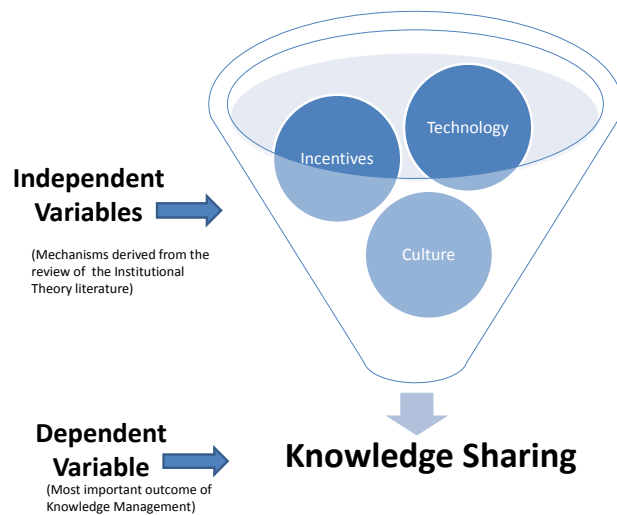 Technology
Incentives
Independent
Variables
(Mechanisms derived from the
review of the Institutional
Theory literature)
Culture
Dependent
Variable
Knowledge Sharing
(Most important outcome of
Knowledge Management)